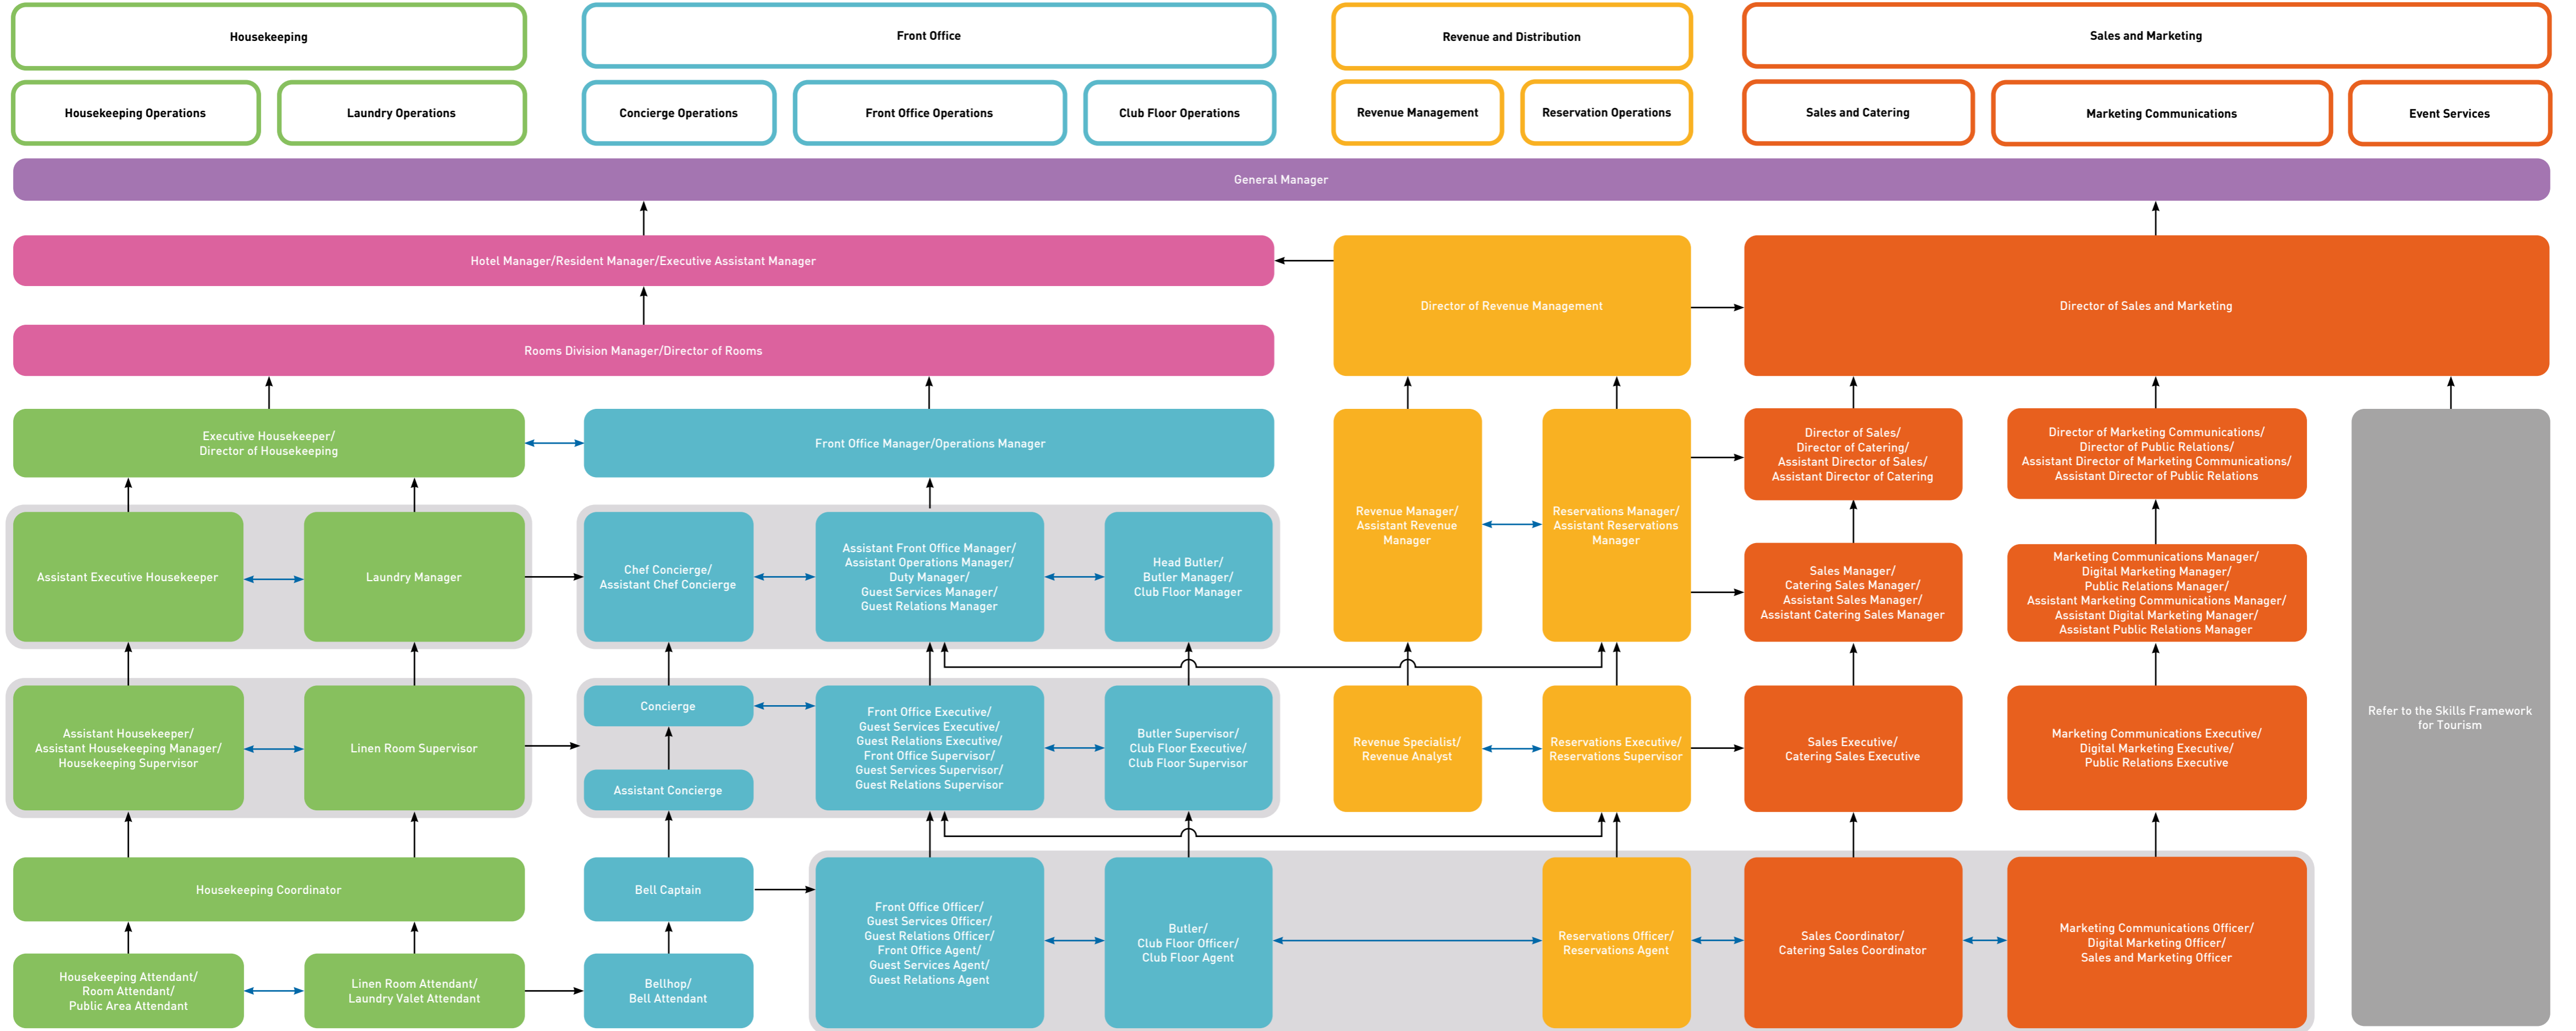 Housekeeping
Front Office
Revenue and Distribution
Sales and Marketing
Housekeeping Operations
Laundry Operations
Concierge Operations
Front Office Operations
Club Floor Operations
Revenue Management
Reservation Operations
Sales and Catering
Marketing Communications
Event Services
General Manager
Hotel Manager/Resident Manager/Executive Assistant Manager
Director of Revenue Management
Director of Sales and Marketing
Rooms Division Manager/Director of Rooms
Executive Housekeeper/
Director of Housekeeping
Front Office Manager/Operations Manager
Revenue Manager/
Assistant Revenue
Manager
Reservations Manager/
Assistant Reservations
Manager
Director of Sales/
Director of Catering/
Assistant Director of Sales/
Assistant Director of Catering
Director of Marketing Communications/
Director of Public Relations/
Assistant Director of Marketing Communications/
Assistant Director of Public Relations
Refer to the Skills Framework
for Tourism
Assistant Executive Housekeeper
Laundry Manager
Chef Concierge/
Assistant Chef Concierge
Assistant Front Office Manager/
Assistant Operations Manager/
Duty Manager/
Guest Services Manager/
Guest Relations Manager
Head Butler/
Butler Manager/
Club Floor Manager
Sales Manager/
Catering Sales Manager/
Assistant Sales Manager/
Assistant Catering Sales Manager
Marketing Communications Manager/
Digital Marketing Manager/
Public Relations Manager/
Assistant Marketing Communications Manager/
Assistant Digital Marketing Manager/
Assistant Public Relations Manager
Assistant Housekeeper/
Assistant Housekeeping Manager/
Housekeeping Supervisor
Linen Room Supervisor
Concierge
Assistant Concierge
Front Office Executive/
Guest Services Executive/
Guest Relations Executive/
Front Office Supervisor/
Guest Services Supervisor/
Guest Relations Supervisor
Butler Supervisor/
Club Floor Executive/
Club Floor Supervisor
Revenue Specialist/
Revenue Analyst
Reservations Executive/
Reservations Supervisor
Sales Executive/
Catering Sales Executive
Marketing Communications Executive/
Digital Marketing Executive/
Public Relations Executive
Housekeeping Coordinator
Bell Captain
Front Office Officer/
Guest Services Officer/
Guest Relations Officer/
Front Office Agent/
Guest Services Agent/
Guest Relations Agent
Butler/
Club Floor Officer/
Club Floor Agent
Reservations Officer/
Reservations Agent
Sales Coordinator/
Catering Sales Coordinator
Marketing Communications Officer/
Digital Marketing Officer/
Sales and Marketing Officer
Housekeeping Attendant/
Room Attendant/
Public Area Attendant
Linen Room Attendant/
Laundry Valet Attendant
Bellhop/
Bell Attendant